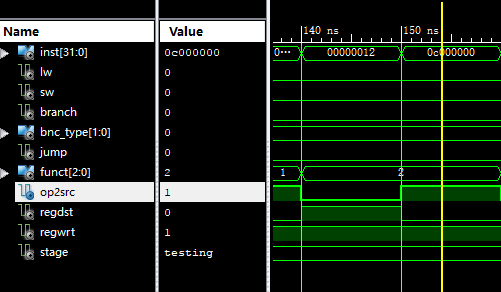 Name Value
140 ns 150 ns
inst[31:0] 0c000000 0··· 00000012 0c000000
lw 0
sw 0
branch 0
bnc_type[1:0] 0
jump 0
funct[2:0] 2 1 2
op2src 1
regdst 0
regwrt 1
stage testing